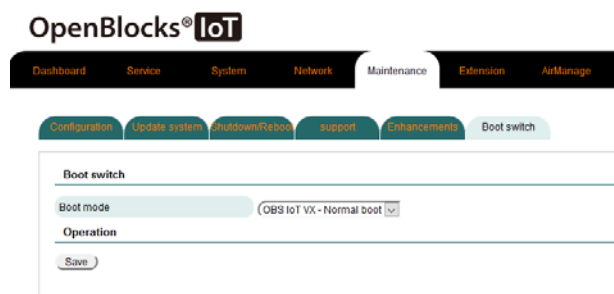 OpenBlocks® IoT
Dashboard Service System Network Maintenance Extension AirManage
Configuration Update system Shutdown/Reboot support Enhancements Boot switch
Boot switch
Boot mode OBS IoT VX - Normal boot
Operation
Save